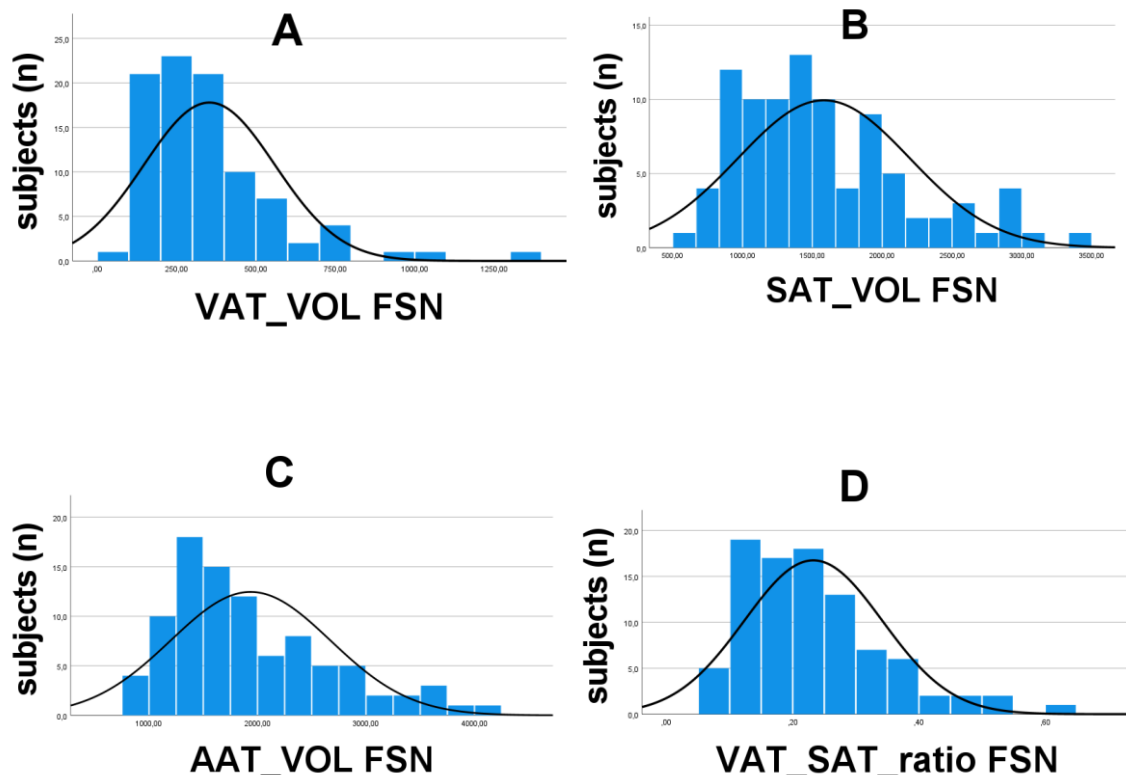 A
subjects (n)
25,0
20,0
15,0
10,0
5,0
0,0
,00 250,00 500,00 750,00 1000,00 1250,00
VAT_VOL FSN
B
subjects (n)
15,0
10,0
5,0
0,0
500,00 1000,00 1500,00 2000,00 2500,00 3000,00 3500,00
SAT_VOL FSN
C
subjects (n)
20,0
15,0
10,0
5,0
0,0
1000,00 2000,00 3000,00 4000,00
AAT_VOL FSN
D
subjects (n)
20,0
15,0
10,0
5,0
0,0
,00 ,20 ,40 ,60
VAT_SAT_ratio FSN